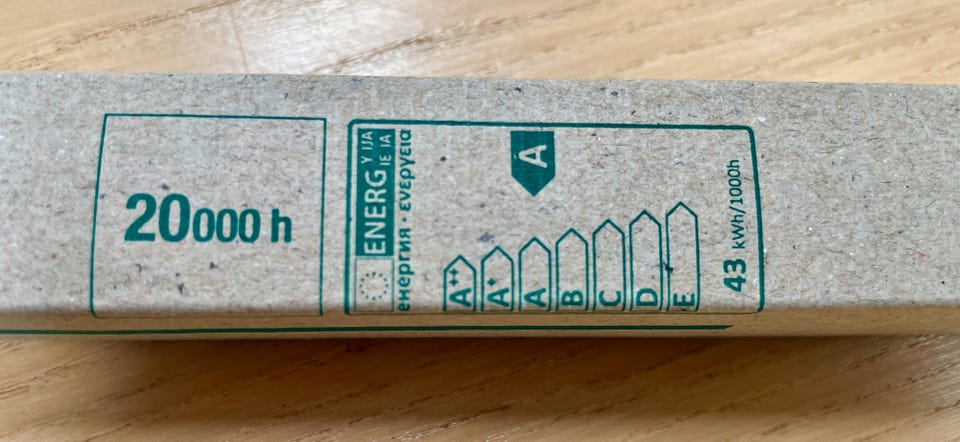 20000 h
ENERG Y IJA
IE IA
енергия · ενεργεια
A++
A+
A
B
C
D
E
A
43 kWh/1000h